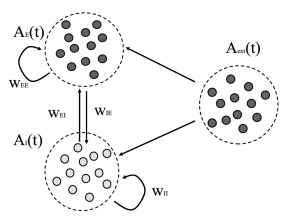 A_E(t)
A_ext(t)
w_EE
w_EI w_IE
A_I(t)
w_II